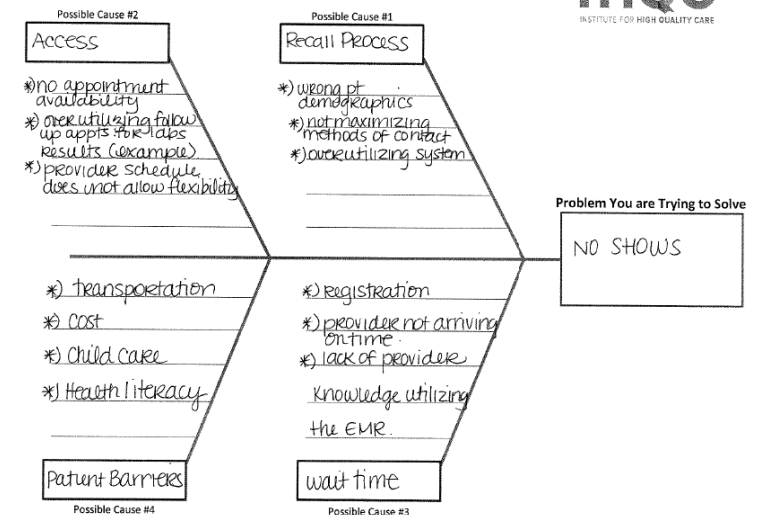 INSTITUTE FOR HIGH QUALITY CARE
Possible Cause #2
Access
*) no appointment
availability
*) overutilizing follow
up appts for labs
results (example)
*) provider schedule
does not allow flexibility
Possible Cause #1
Recall Process
*) wrong pt
demographics
*) not maximizing
methods of contact
*) overutilizing system
Problem You are Trying to Solve
NO SHOWS
*) transportation
*) cost
*) child care
*) Health literacy
Patient Barriers
Possible Cause #4
*) registration
*) provider not arriving
on time.
*) lack of provider
knowledge utilizing
the EMR.
wait time
Possible Cause #3